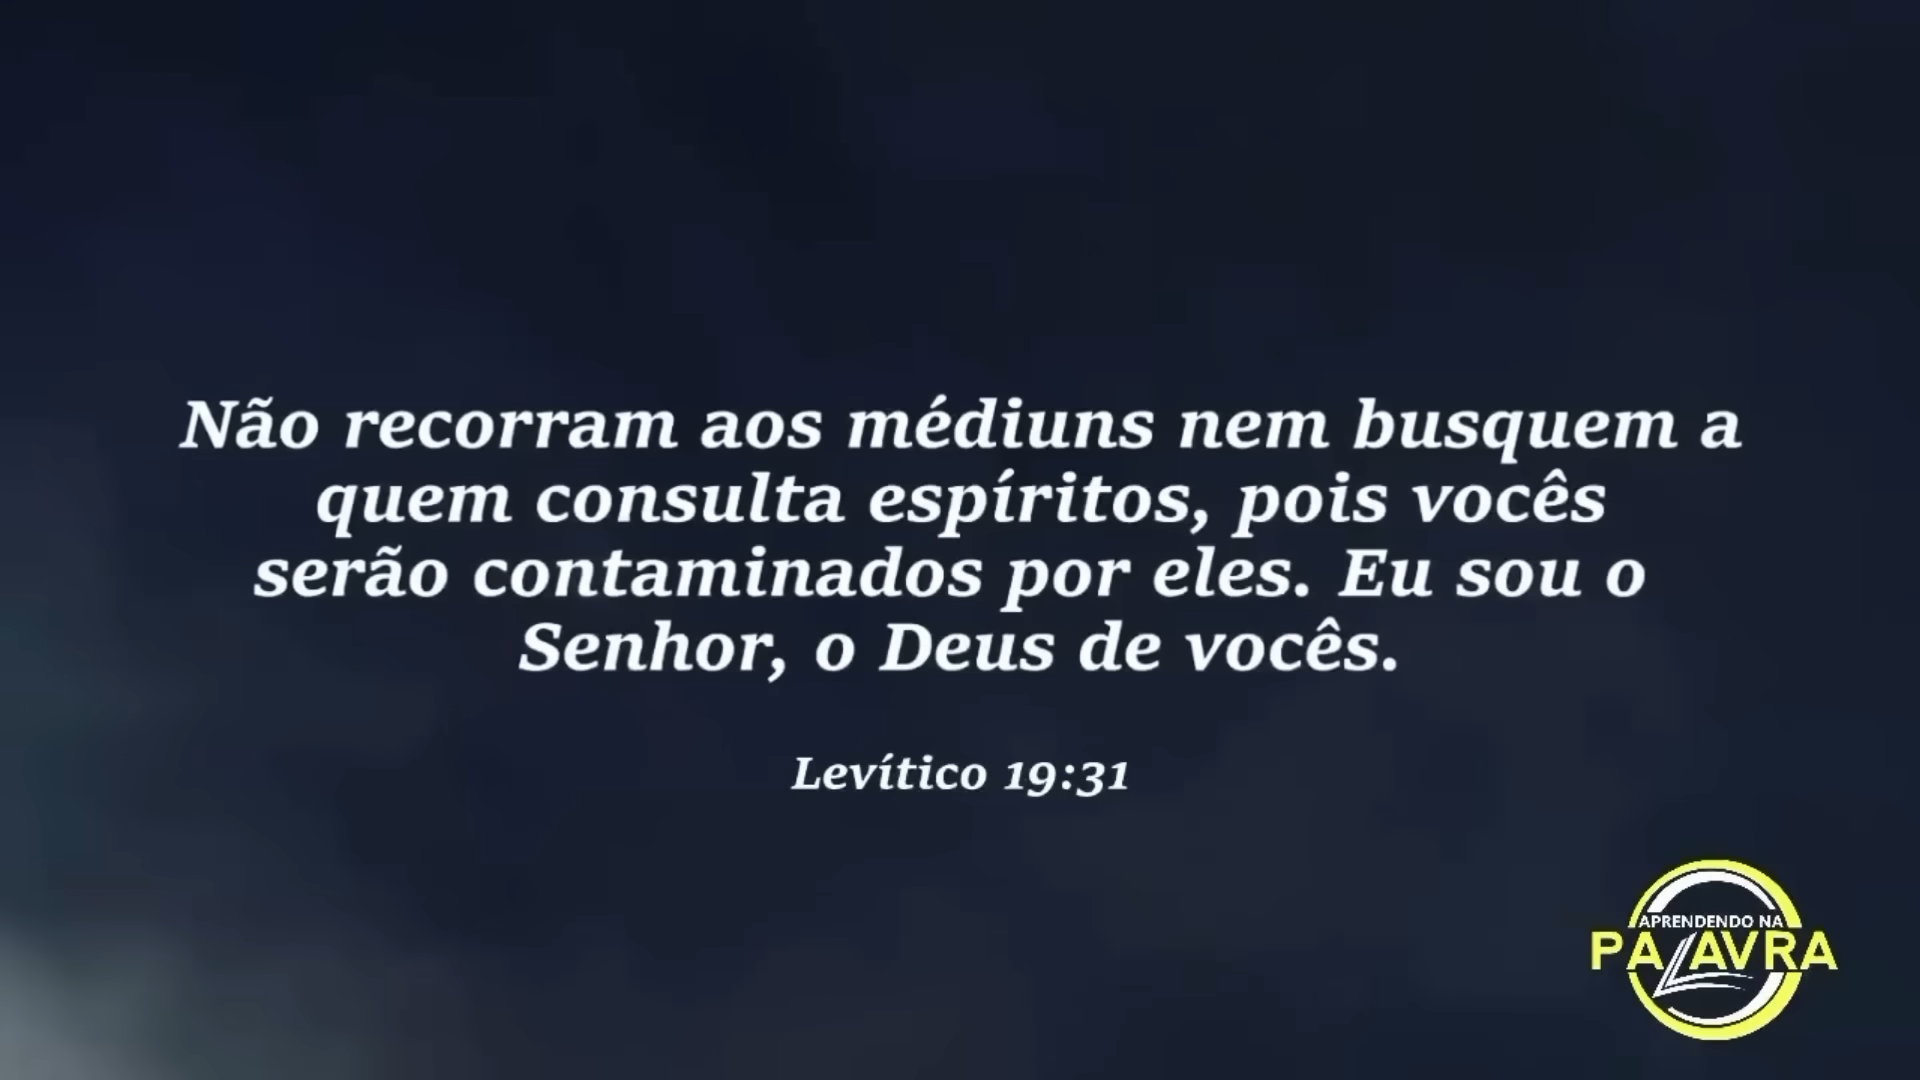 Não recorram aos médiuns nem busquem a
quem consulta espíritos, pois vocês
serão contaminados por eles. Eu sou o
Senhor, o Deus de vocês.
Levítico 19:31
APRENDENDO NA
PALAVRA